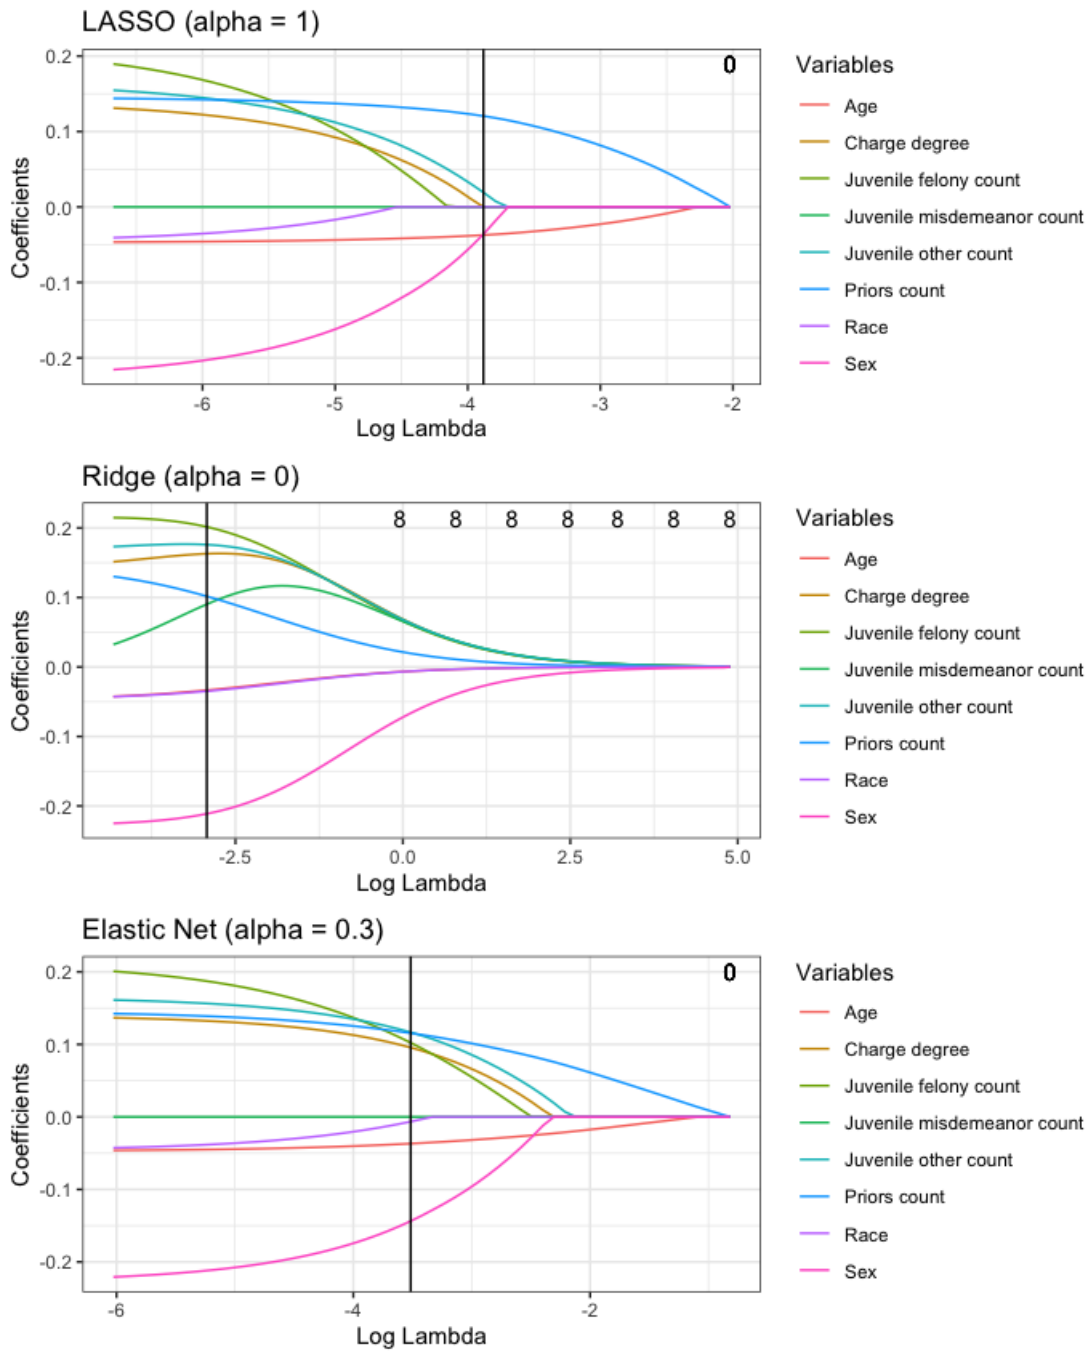 LASSO (alpha = 1)
0.2
0.1
0.0
-0.1
-0.2
Coefficients
0
-6 -5 -4 -3 -2
Log Lambda
Variables
Age
Charge degree
Juvenile felony count
Juvenile misdemeanor count
Juvenile other count
Priors count
Race
Sex
Ridge (alpha = 0)
0.2
0.1
0.0
-0.1
-0.2
Coefficients
8 8 8 8 8 8 8
-2.5 0.0 2.5 5.0
Log Lambda
Variables
Age
Charge degree
Juvenile felony count
Juvenile misdemeanor count
Juvenile other count
Priors count
Race
Sex
Elastic Net (alpha = 0.3)
0.2
0.1
0.0
-0.1
-0.2
Coefficients
0
-6 -4 -2
Log Lambda
Variables
Age
Charge degree
Juvenile felony count
Juvenile misdemeanor count
Juvenile other count
Priors count
Race
Sex